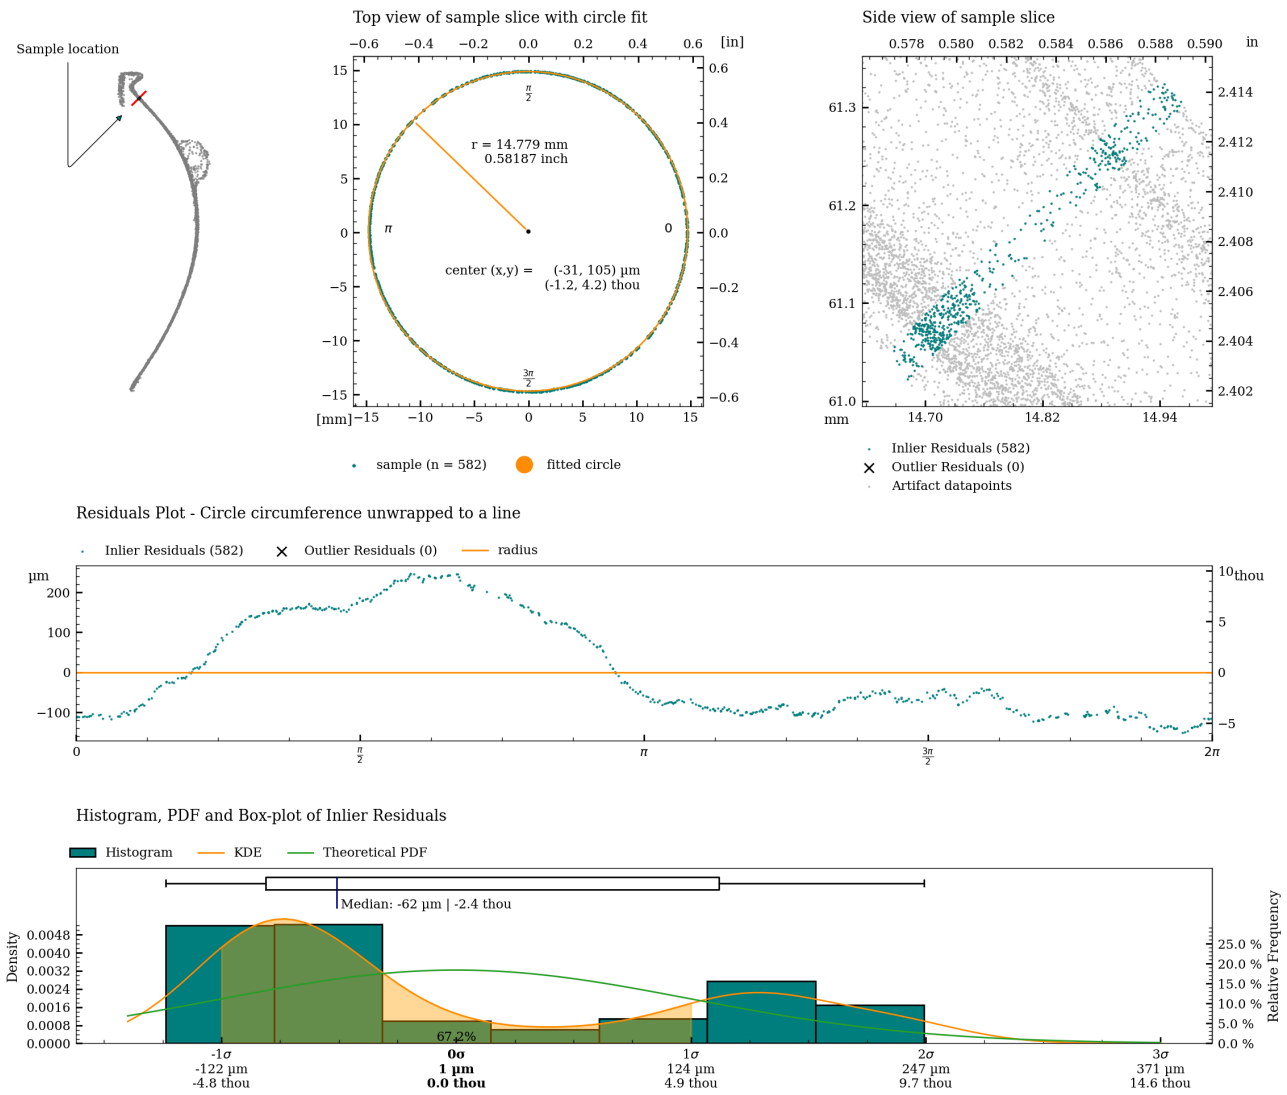 Sample location
Top view of sample slice with circle fit
−0.6 −0.4 −0.2 0.0 0.2 0.4 0.6 [in]
15
10
5
0
−5
−10
−15
0.6
0.4
0.2
0.0
−0.2
−0.4
−0.6
π/2
r = 14.779 mm
0.58187 inch
π
0
center (x,y) = (-31, 105) µm
(-1.2, 4.2) thou
3π/2
[mm] −15 −10 −5 0 5 10 15
sample (n = 582)
fitted circle
Side view of sample slice
0.578 0.580 0.582 0.584 0.586 0.588 0.590 in
61.3
61.2
61.1
61.0
2.414
2.412
2.410
2.408
2.406
2.404
2.402
mm 14.70 14.82 14.94
Inlier Residuals (582)
Outlier Residuals (0)
Artifact datapoints
Residuals Plot - Circle circumference unwrapped to a line
Inlier Residuals (582) Outlier Residuals (0) radius
µm
200
100
0
−100
10 thou
5
0
−5
0 π/2 π 3π/2 2π
Histogram, PDF and Box-plot of Inlier Residuals
Histogram KDE Theoretical PDF
Median: -62 µm | -2.4 thou
Density
0.0048
0.0040
0.0032
0.0024
0.0016
0.0008
0.0000
Relative Frequency
25.0 %
20.0 %
15.0 %
10.0 %
5.0 %
0.0 %
67.2%
-1σ 0σ 1σ 2σ 3σ
-122 µm 1 µm 124 µm 247 µm 371 µm
-4.8 thou 0.0 thou 4.9 thou 9.7 thou 14.6 thou